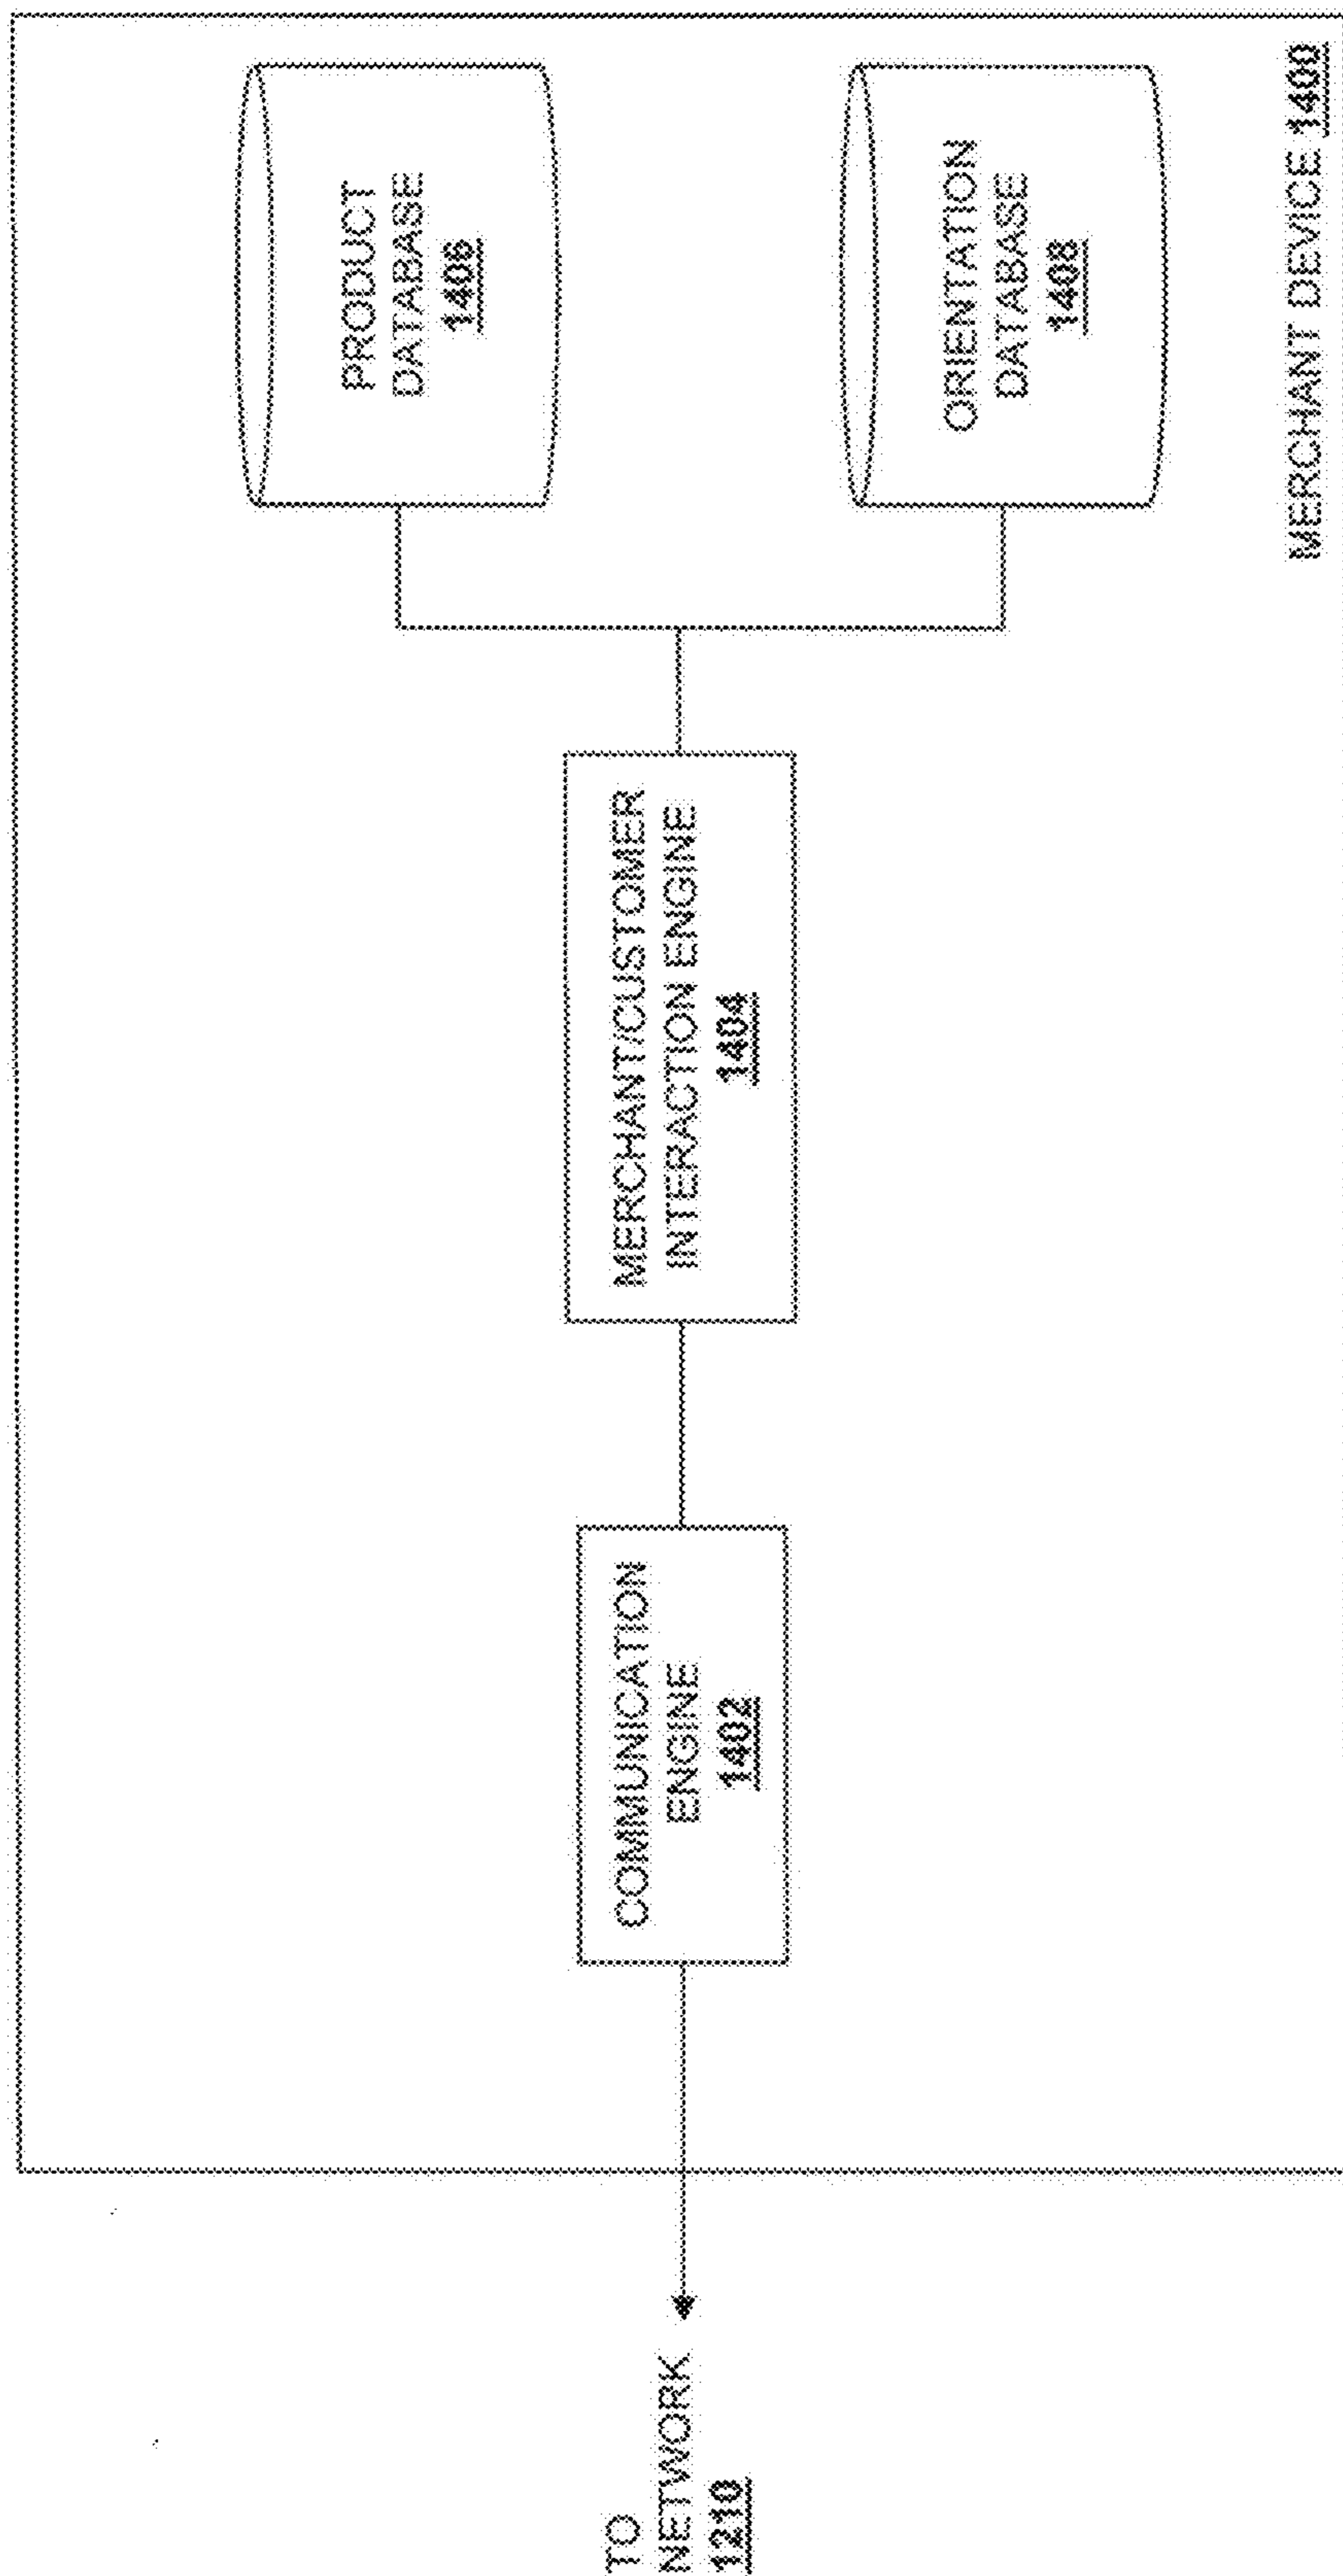 TO
NETWORK
1210
COMMUNICATION
ENGINE
1402
MERCHANT/CUSTOMER
INTERACTION ENGINE
1404
PRODUCT
DATABASE
1406
ORIENTATION
DATABASE
1408
MERCHANT DEVICE 1400